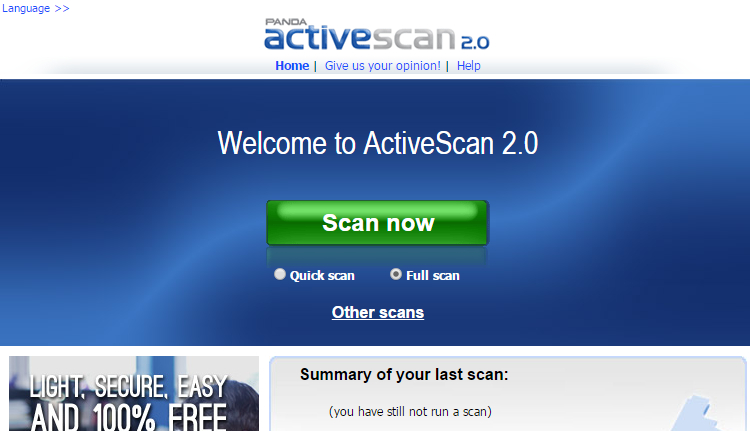 Language >>
PANDA
activescan 2.0
Home | Give us your opinion! | Help
Welcome to ActiveScan 2.0
Scan now
Quick scan Full scan
Other scans
LIGHT, SECURE, EASY
AND 100% FREE
Summary of your last scan:
(you have still not run a scan)